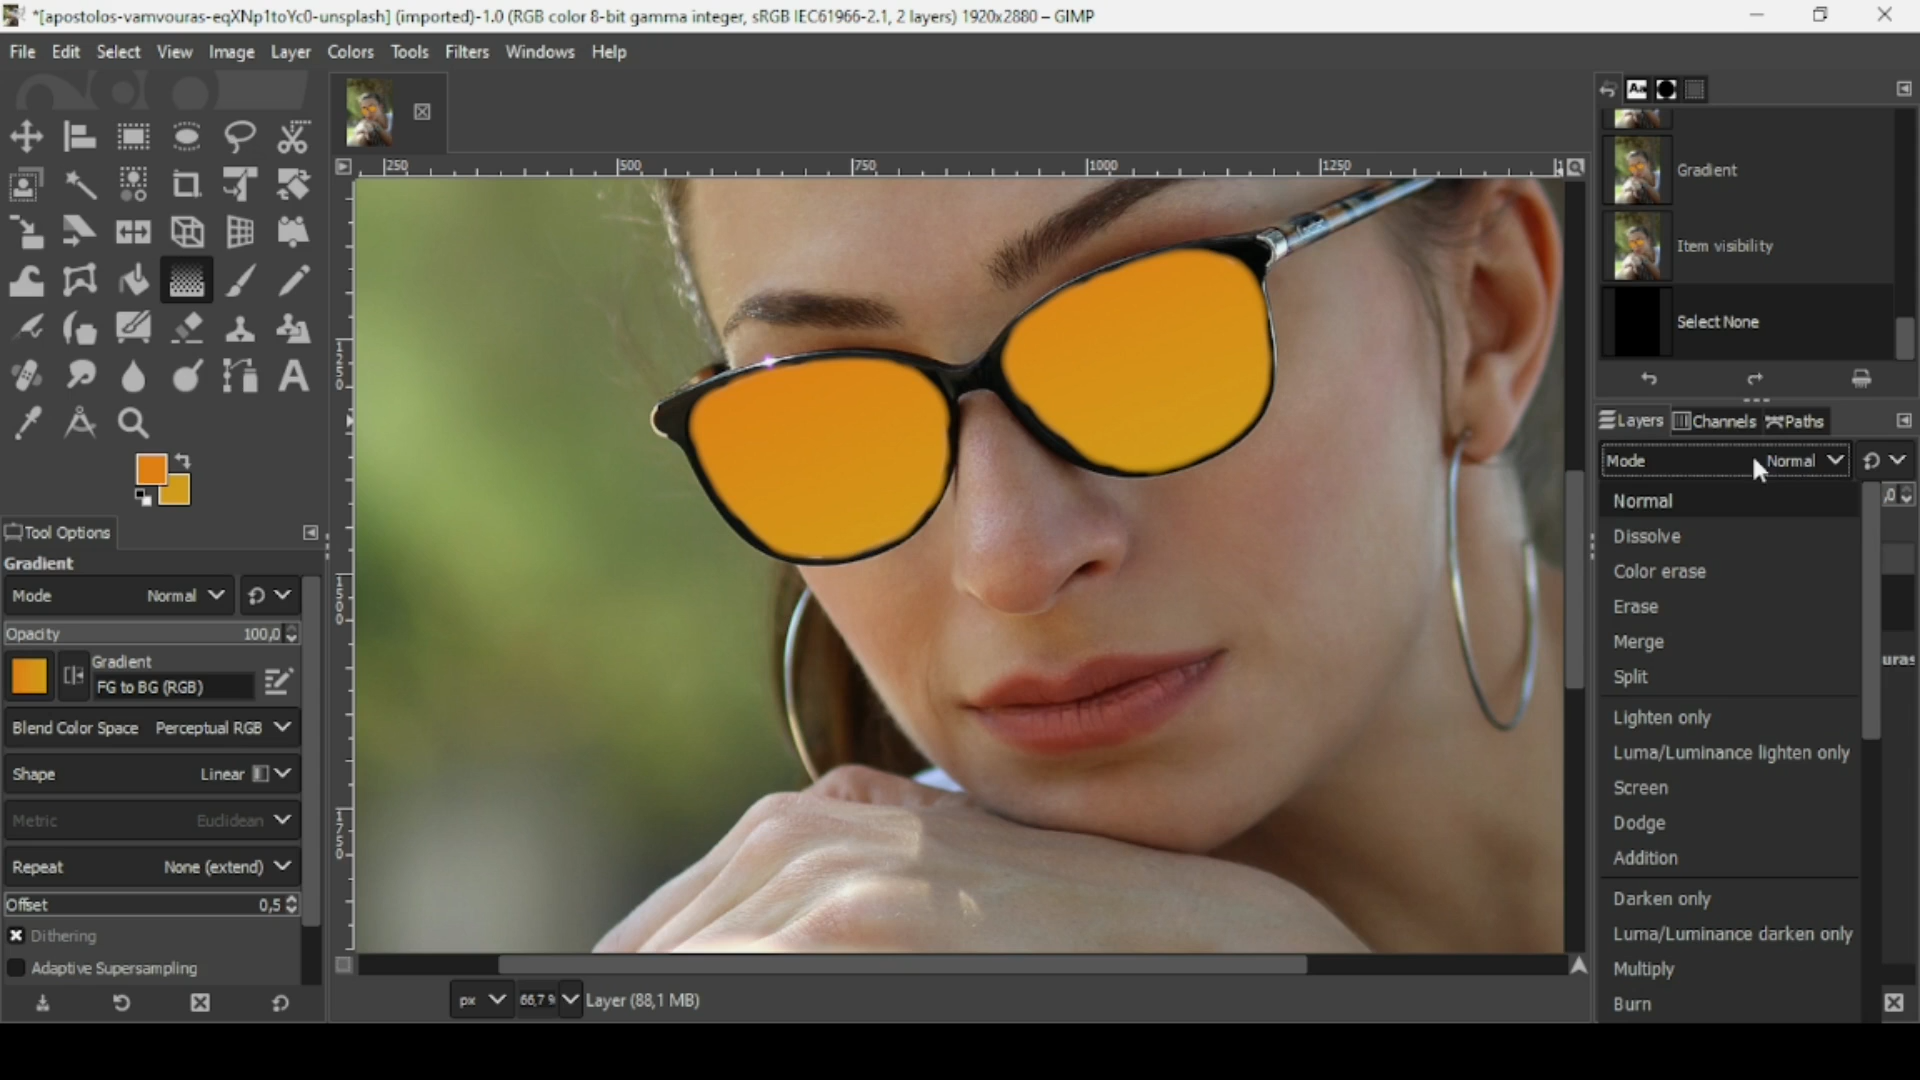 *[apostolos-vamvouras-eqXNp1toYc0-unsplash] (imported)-1.0 (RGB color 8-bit gamma integer, sRGB IEC61966-2.1, 2 layers) 1920x2880 – GIMP
File Edit Select View Image Layer Colors Tools Filters Windows Help
250 500 750 1000 1250
Gradient
Item visibility
Select None
Layers Channels Paths
Mode Normal
Normal
Dissolve
Color erase
Erase
Merge
Split
Lighten only
Luma/Luminance lighten only
Screen
Dodge
Addition
Darken only
Luma/Luminance darken only
Multiply
Burn
Tool Options
Gradient
Mode Normal
Opacity 100,0
Gradient
FG to BG (RGB)
Blend Color Space Perceptual RGB
Shape Linear
Metric Euclidean
Repeat None (extend)
Offset 0,5
Dithering
Adaptive Supersampling
1250
1500
1750
px 66,7 % Layer (88,1 MB)